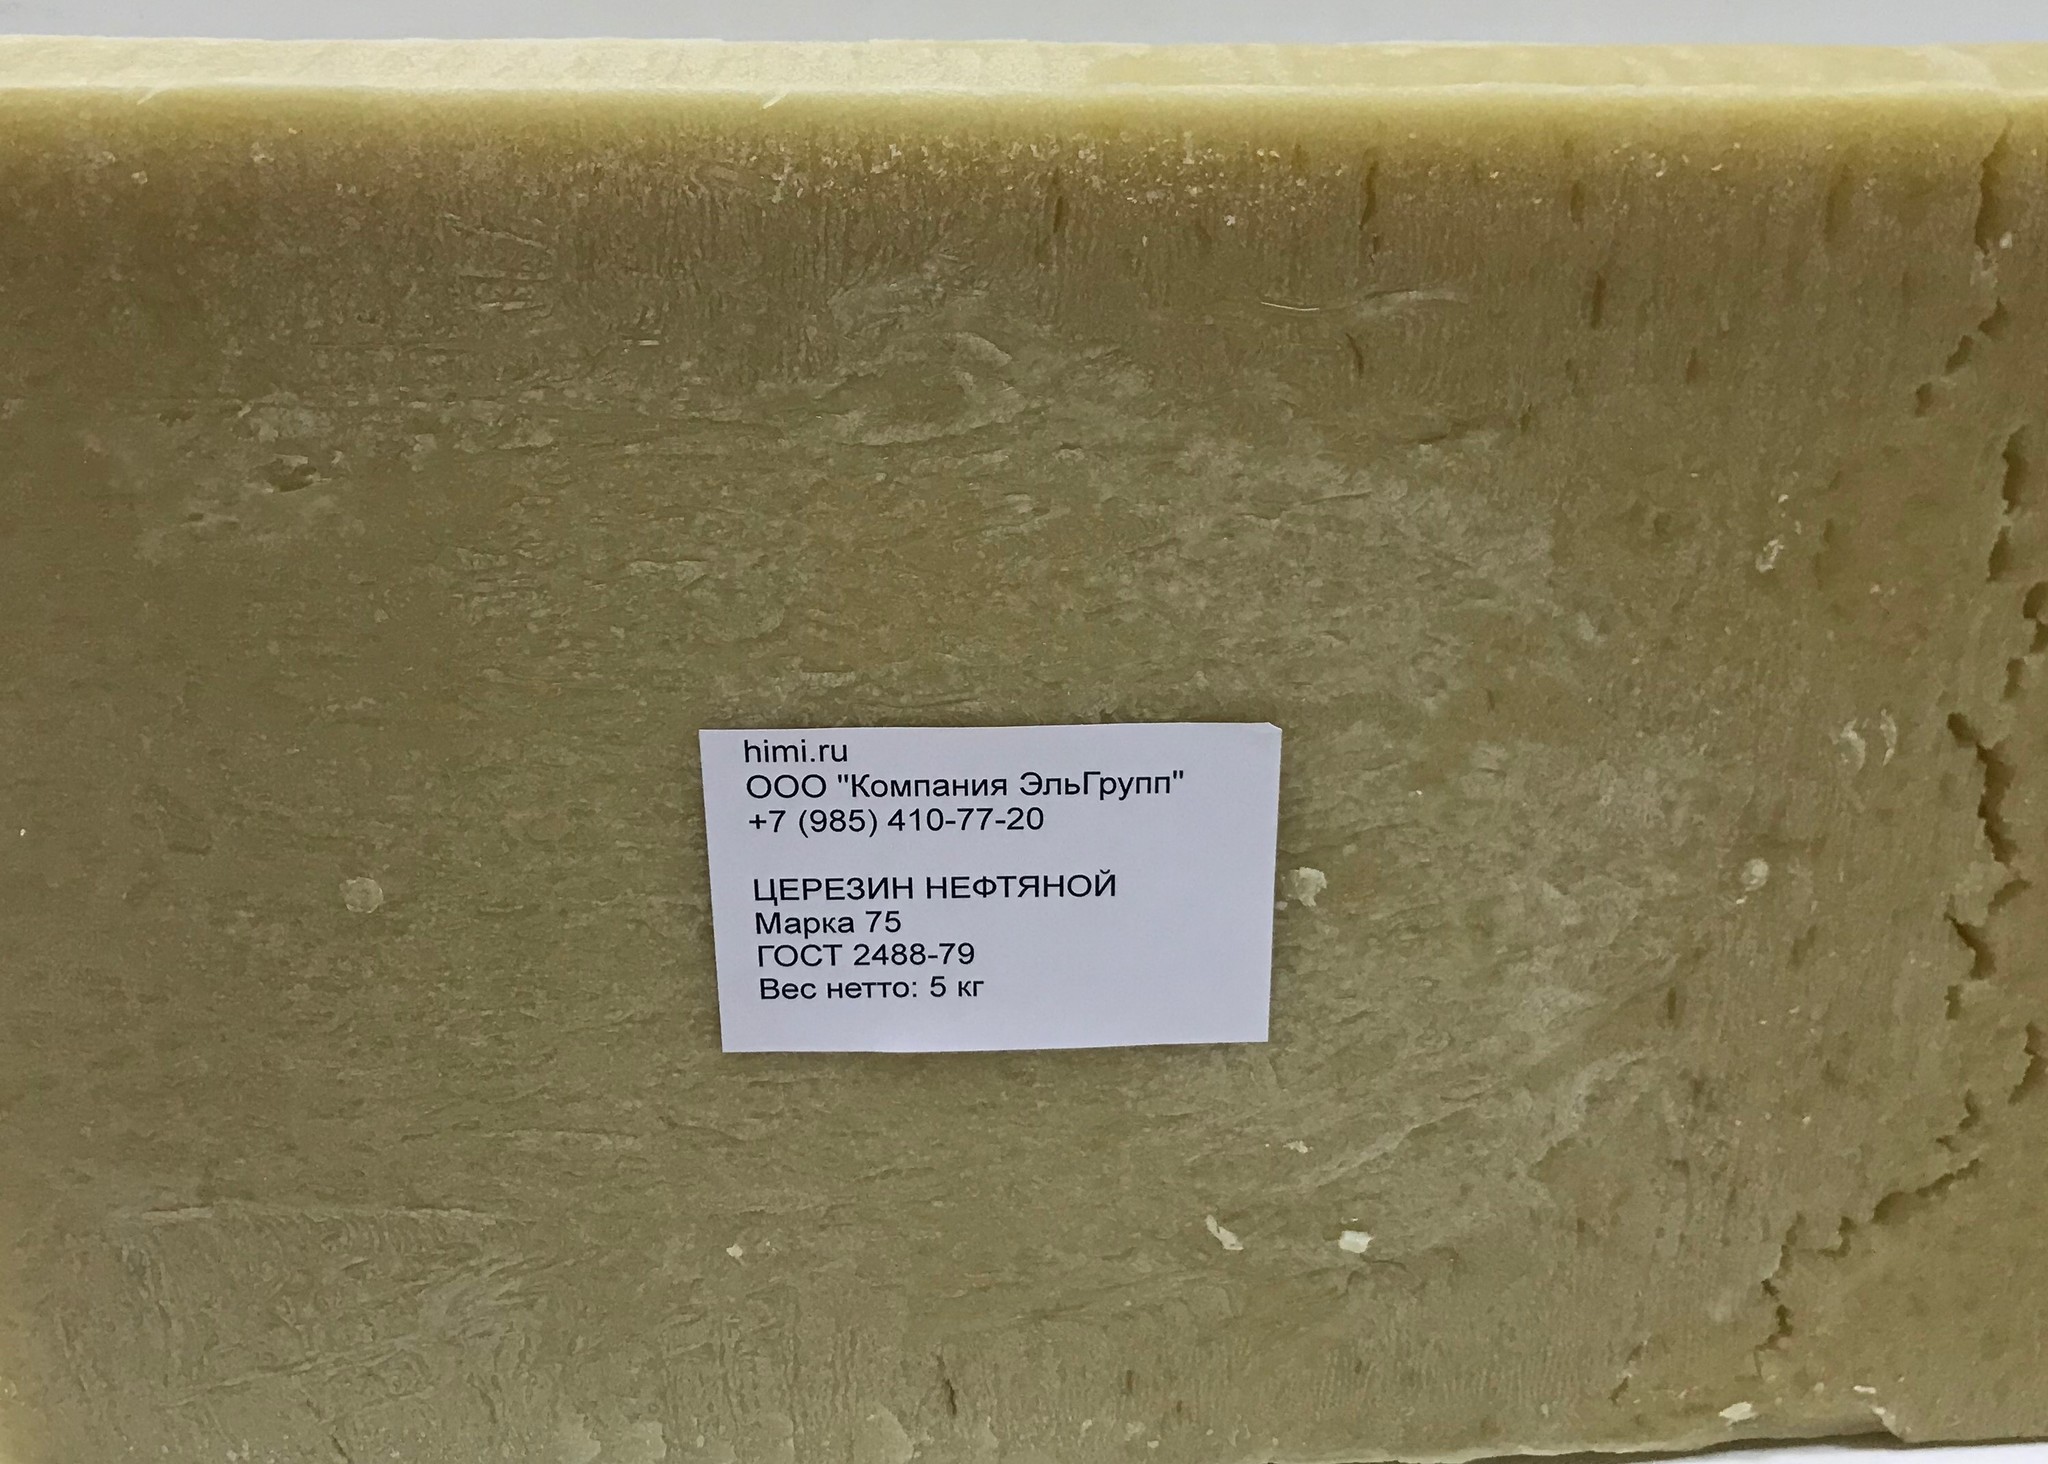 himi.ru
ООО "Компания ЭльГрупп"
+7 (985) 410-77-20
ЦЕРЕЗИН НЕФТЯНОЙ
Марка 75
ГОСТ 2488-79
Вес нетто: 5 кг